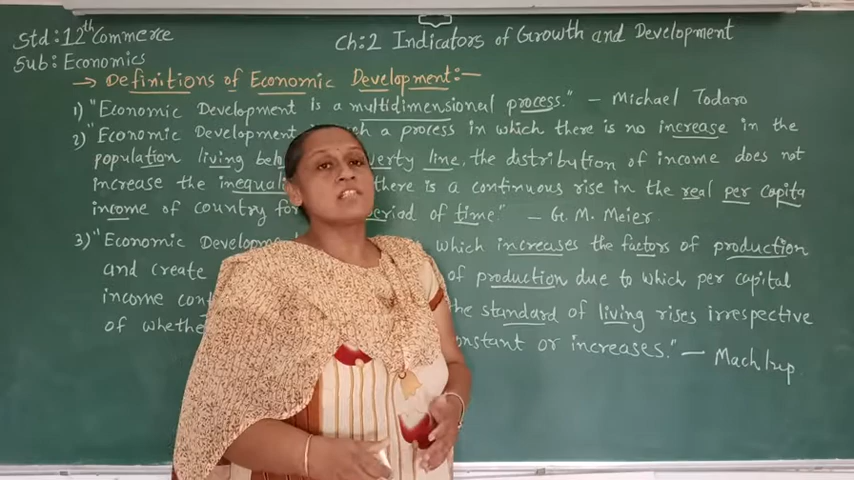 Std: 12th Commerce
Sub: Economics
Ch:2 Indicators of Growth and Development
→ Definitions of Economic Development:-
1) "Economic Development is a multidimensional process." - Michael Todaro
2) "Economic Development is such a process in which there is no increase in the
population living below poverty line, the distribution of income does not
increase the inequal there is a continuous rise in the real per capita
income of country, for period of time." - G. M. Meier
3) "Economic Development which increases the factors of production
and create of production due to which per capital
income con the standard of living rises irrespective
of whethe constant or increases." - Machlup